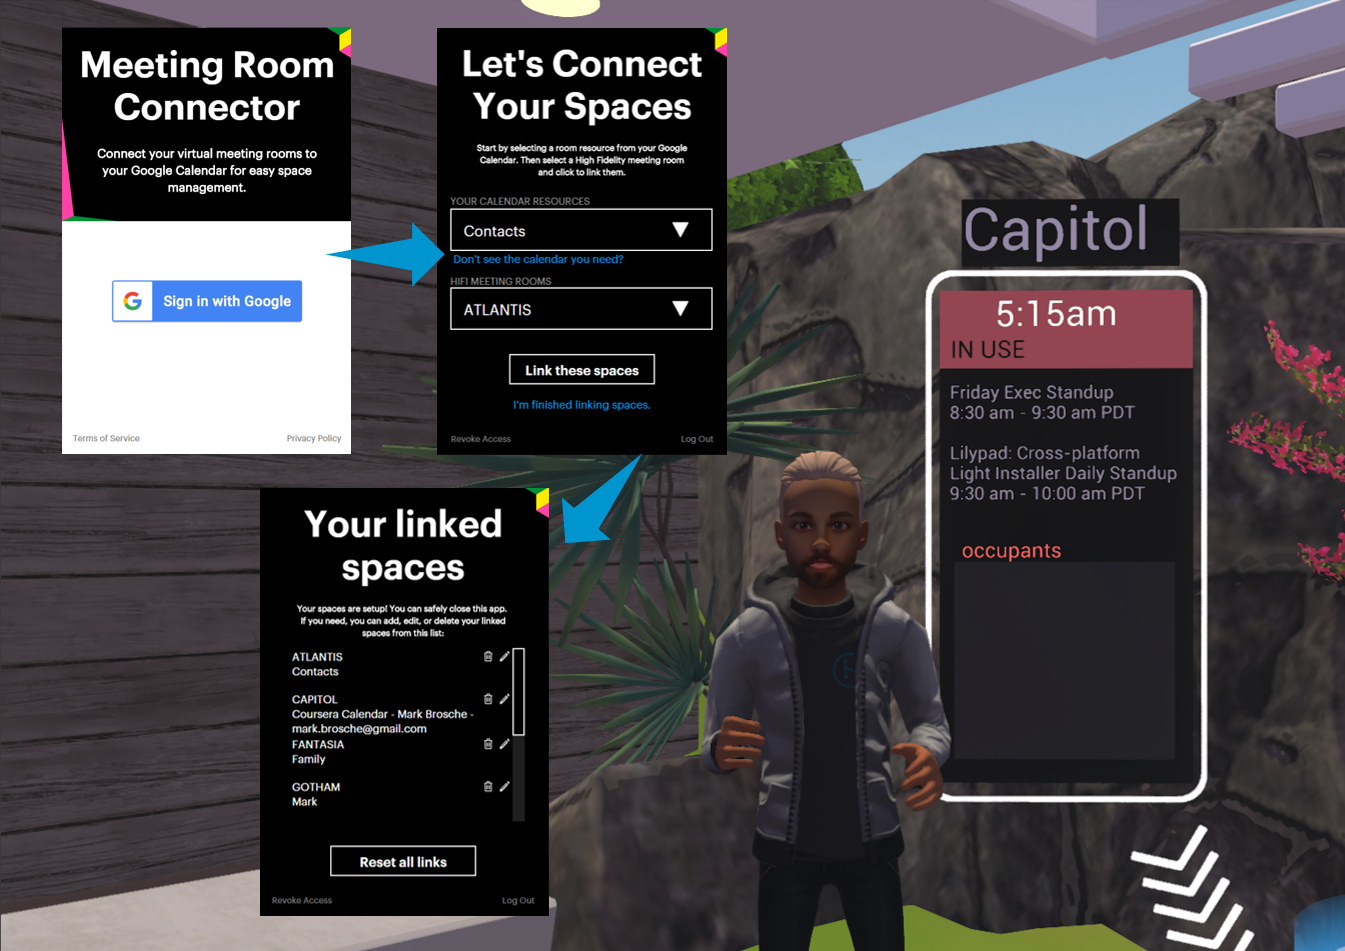 Meeting Room
Connector
Connect your virtual meeting rooms to
your Google Calendar for easy space
management.
Sign in with Google
Terms of Service
Privacy Policy
Let's Connect
Your Spaces
Start by selecting a room resource from your Google
Calendar. Then select a High Fidelity meeting room
and click to link them.
YOUR CALENDAR RESOURCES
Contacts
Don't see the calendar you need?
HIFI MEETING ROOMS
ATLANTIS
Link these spaces
I'm finished linking spaces.
Revoke Access
Log Out
Your linked
spaces
Your spaces are setup! You can safely close this app.
If you need, you can add, edit, or delete your linked
spaces from this list:
ATLANTIS
Contacts
CAPITOL
Coursera Calendar - Mark Brosche -
mark.brosche@gmail.com
FANTASIA
Family
GOTHAM
Mark
Reset all links
Revoke Access
Log Out
Capitol
5:15am
IN USE
Friday Exec Standup
8:30 am - 9:30 am PDT
Lilypad: Cross-platform
Light Installer Daily Standup
9:30 am - 10:00 am PDT
occupants